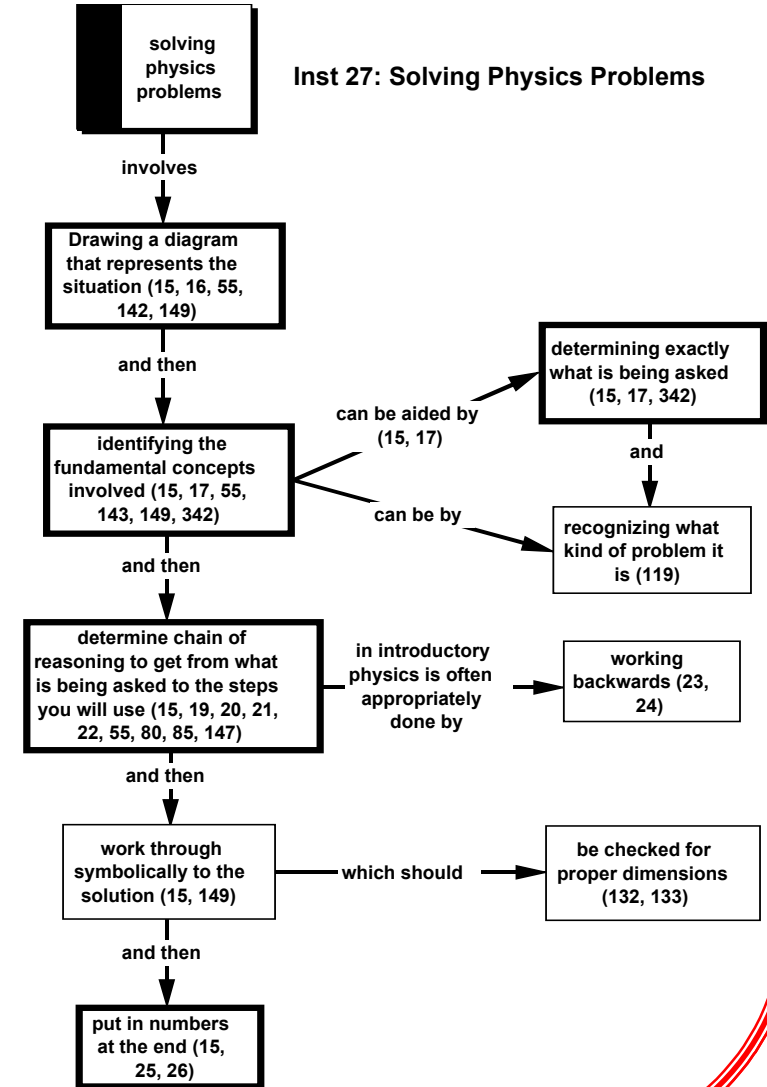 solving
physics
problems
Inst 27: Solving Physics Problems
involves
Drawing a diagram
that represents the
situation (15, 16, 55,
142, 149)
and then
identifying the
fundamental concepts
involved (15, 17, 55,
143, 149, 342)
can be aided by
(15, 17)
determining exactly
what is being asked
(15, 17, 342)
and
can be by
recognizing what
kind of problem it
is (119)
and then
determine chain of
reasoning to get from what
is being asked to the steps
you will use (15, 19, 20, 21,
22, 55, 80, 85, 147)
in introductory
physics is often
appropriately
done by
working
backwards (23,
24)
and then
work through
symbolically to the
solution (15, 149)
which should
be checked for
proper dimensions
(132, 133)
and then
put in numbers
at the end (15,
25, 26)